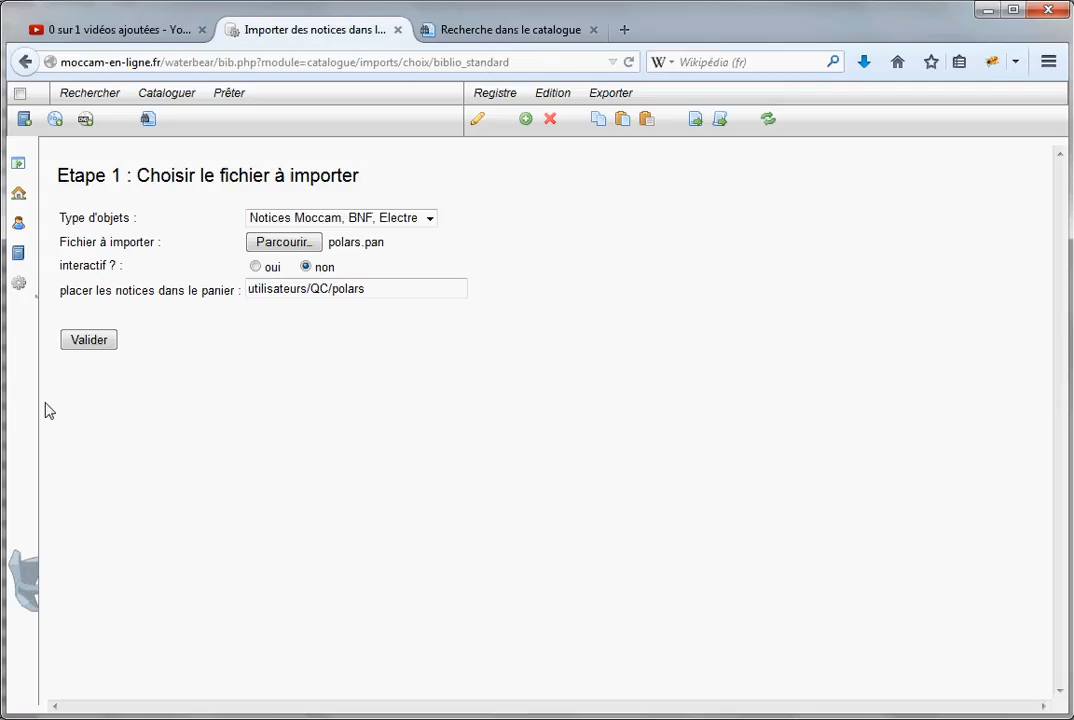 0 sur 1 vidéos ajoutées - Yo...
Importer des notices dans l...
Recherche dans le catalogue
moccam-en-ligne.fr/waterbear/bib.php?module=catalogue/imports/choix/biblio_standard
Wikipédia (fr)
Rechercher Cataloguer Prêter
Registre Edition Exporter
Etape 1 : Choisir le fichier à importer
Type d'objets : Notices Moccam, BNF, Electre
Fichier à importer : Parcourir... polars.pan
interactif ? : oui non
placer les notices dans le panier : utilisateurs/QC/polars
Valider